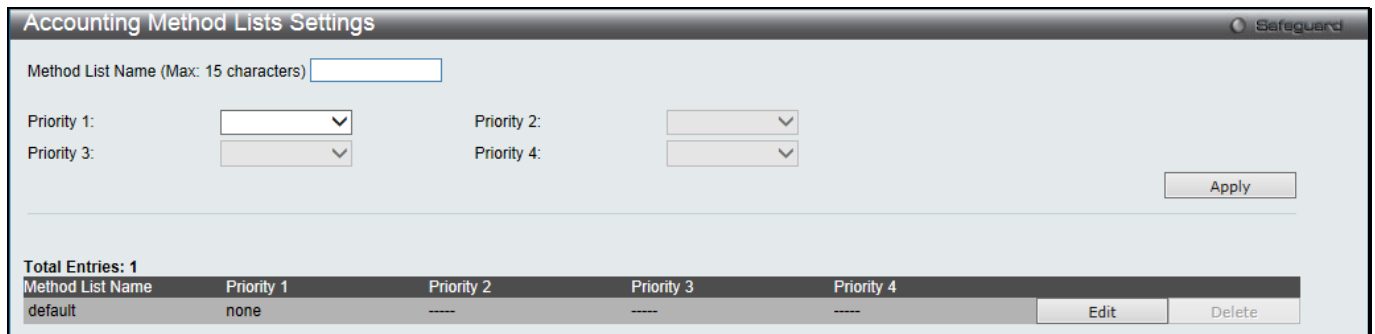 Accounting Method Lists Settings
Safeguard
Method List Name (Max: 15 characters)
Priority 1: Priority 2:
Priority 3: Priority 4:
Apply
Total Entries: 1
Method List Name Priority 1 Priority 2 Priority 3 Priority 4
default none ----- ----- ----- Edit Delete